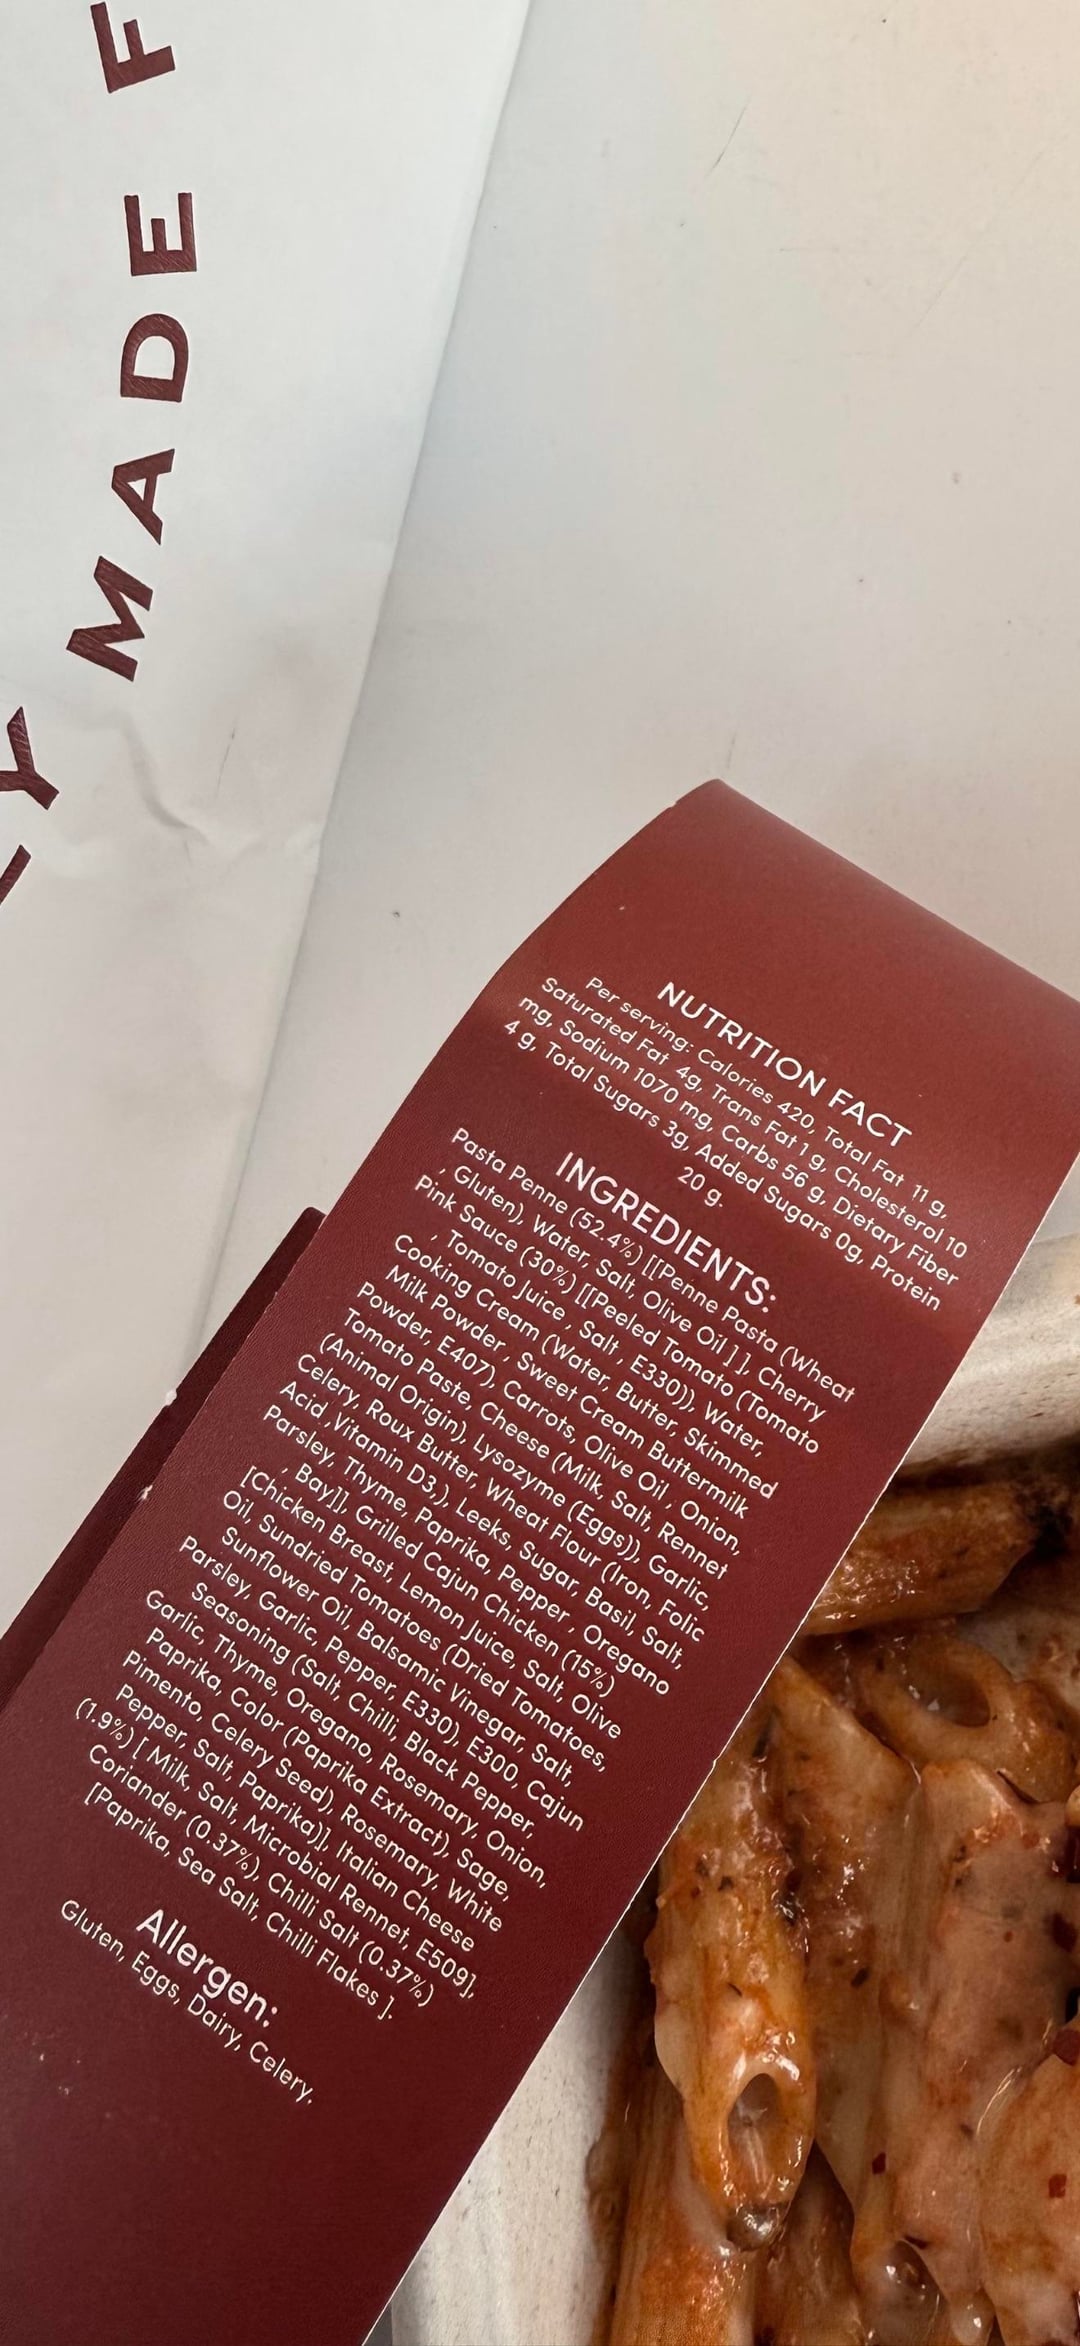 LY MADE F
NUTRITION FACT
Per serving: Calories 420, Total Fat 11 g,
Saturated Fat 4g, Trans Fat 1 g, Cholesterol 10
mg, Sodium 1070 mg, Carbs 56 g, Dietary Fiber
4 g, Total Sugars 3g, Added Sugars 0g, Protein
20 g.
INGREDIENTS:
Pasta Penne (52.4%) [[Penne Pasta (Wheat
, Gluten), Water, Salt, Olive Oil ] ], Cherry
Pink Sauce (30%) [[Peeled Tomato (Tomato
, Tomato Juice , Salt , E330)), Water,
Cooking Cream (Water, Butter, Skimmed
Milk Powder , Sweet Cream Buttermilk
Powder, E407), Carrots, Olive Oil , Onion,
Tomato Paste, Cheese (Milk, Salt, Rennet
(Animal Origin), Lysozyme (Eggs)), Garlic,
Celery, Roux Butter, Wheat Flour (Iron, Folic
Acid ,Vitamin D3,), Leeks, Sugar, Basil, Salt,
Parsley, Thyme, Paprika, Pepper , Oregano
, Bay]], Grilled Cajun Chicken (15%)
[Chicken Breast, Lemon Juice, Salt, Olive
Oil, Sundried Tomatoes (Dried Tomatoes,
Sunflower Oil, Balsamic Vinegar, Salt,
Parsley, Garlic, Pepper, E330), E300, Cajun
Seasoning (Salt, Chilli, Black Pepper,
Garlic, Thyme, Oregano, Rosemary, Onion,
Paprika, Color (Paprika Extract), Sage,
Pimento, Celery Seed), Rosemary, White
Pepper, Salt, Paprika)], Italian Cheese
(1.9%) [ Milk, Salt, Microbial Rennet, E509],
Coriander (0.37%), Chilli Salt (0.37%)
[Paprika, Sea Salt, Chilli Flakes ].
Allergen:
Gluten, Eggs, Dairy, Celery.